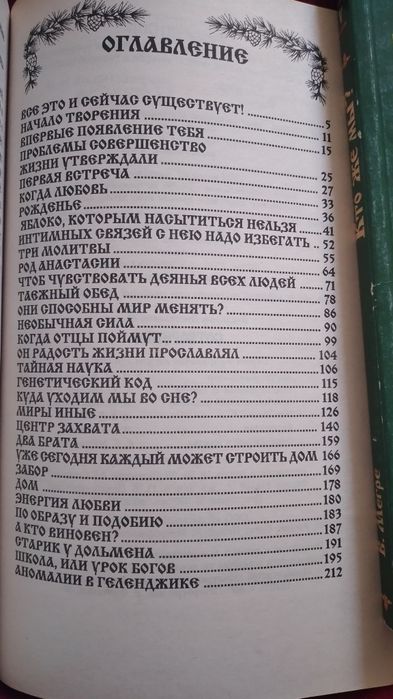 ОГЛАВЛЕНИЕ
ВСЕ ЭТО И СЕЙЧАС СУЩЕСТВУЕТ! 5
НАЧАЛО ТВОРЕНИЯ 11
ВПЕРВЫЕ ПОЯВЛЕНИЕ ТЕБЯ 15
ПРОБЛЕМЫ СОВЕРШЕНСТВО
ЖИЗНИ УТВЕРЖДАЛИ 25
ПЕРВАЯ ВСТРЕЧА 27
КОГДА ЛЮБОВЬ 33
РОЖДЕНЬЕ 36
ЯБЛОКО, КОТОРЫМ НАСЫТИТЬСЯ НЕЛЬЗЯ 41
ИНТИМНЫХ СВЯЗЕЙ С НЕЮ НАДО ИЗБЕГАТЬ 52
ТРИ МОЛИТВЫ 55
РОД АНАСТАСИИ 64
ЧТОБ ЧУВСТВОВАТЬ ДЕЯНЬЯ ВСЕХ ЛЮДЕЙ 71
ТАЕЖНЫЙ ОБЕД 78
ОНИ СПОСОБНЫ МИР МЕНЯТЬ? 86
НЕОБЫЧНАЯ СИЛА 90
КОГДА ОТЦЫ ПОЙМУТ... 99
ОН РАДОСТЬ ЖИЗНИ ПРОСЛАВЛЯЛ 104
ТАЙНАЯ НАУКА 106
ГЕНЕТИЧЕСКИЙ КОД 115
КУДА УХОДИМ МЫ ВО СНЕ? 118
МИРЫ ИНЫЕ 126
ЦЕНТР ЗАХВАТА 140
ДВА БРАТА 159
УЖЕ СЕГОДНЯ КАЖДЫЙ МОЖЕТ СТРОИТЬ ДОМ 166
ЗАБОР 169
ДОМ 178
ЭНЕРГИЯ ЛЮБВИ 180
ПО ОБРАЗУ И ПОДОБИЮ 183
А КТО ВИНОВЕН? 187
СТАРИК У ДОЛЬМЕНА 191
ШКОЛА, ИЛИ УРОК БОГОВ 195
АНОМАЛИИ В ГЕЛЕНДЖИКЕ 212
В. Мегре
Кто же мы?